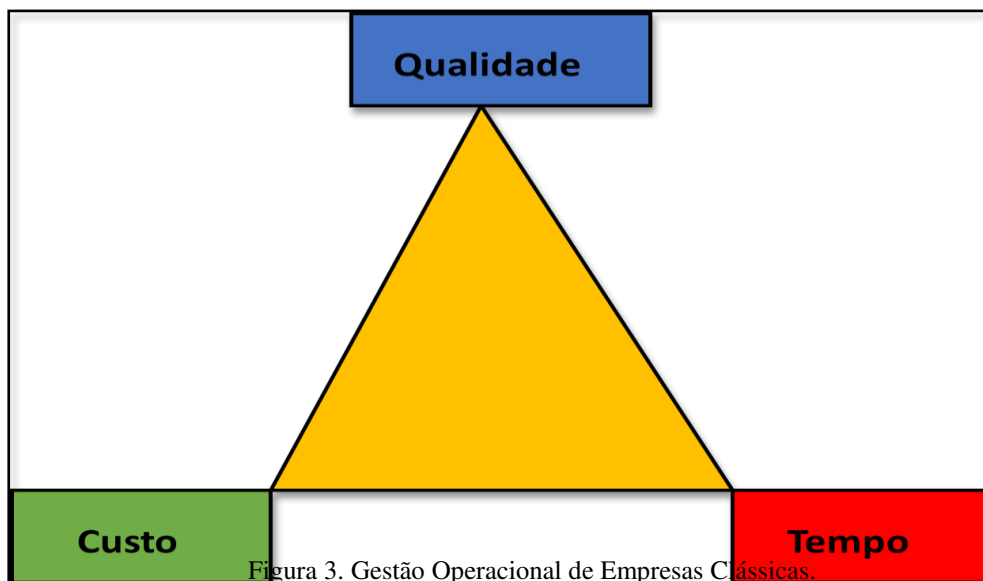 Qualidade
Custo
Tempo
Figura 3. Gestão Operacional de Empresas Clássicas.